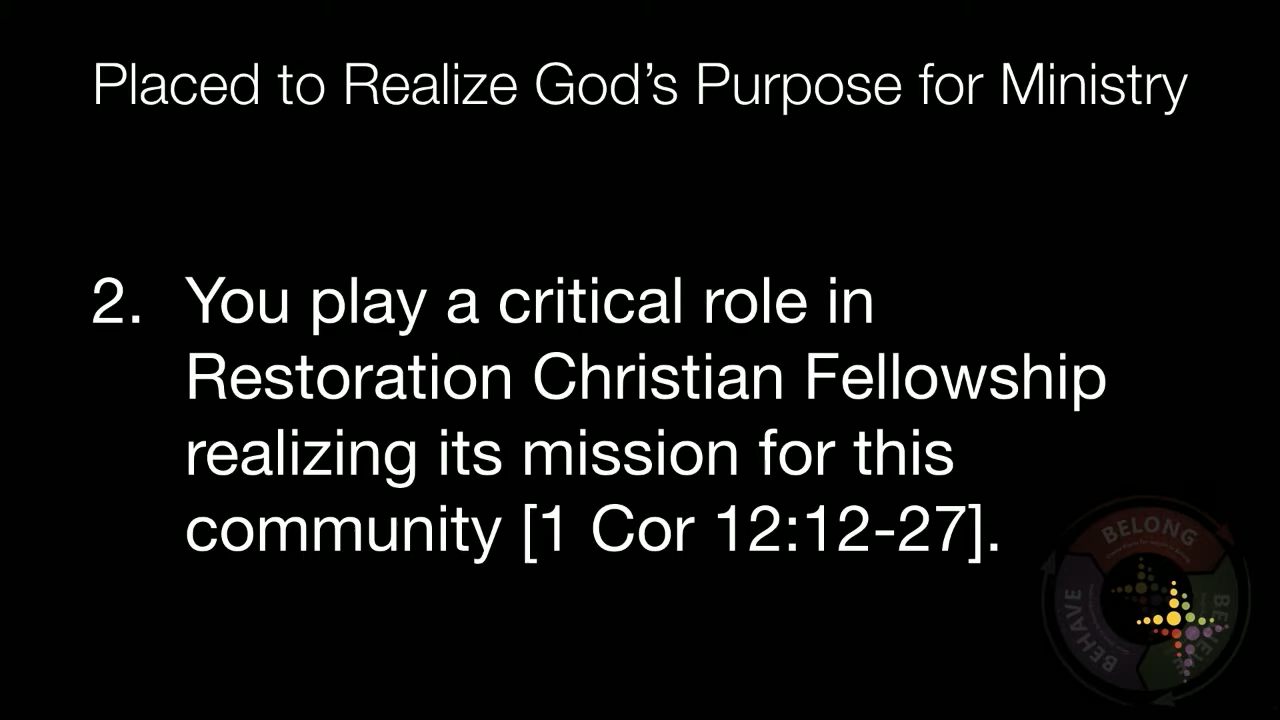 Placed to Realize God’s Purpose for Ministry
2. You play a critical role in
Restoration Christian Fellowship
realizing its mission for this
community [1 Cor 12:12-27].
BELONG
BEHAVE